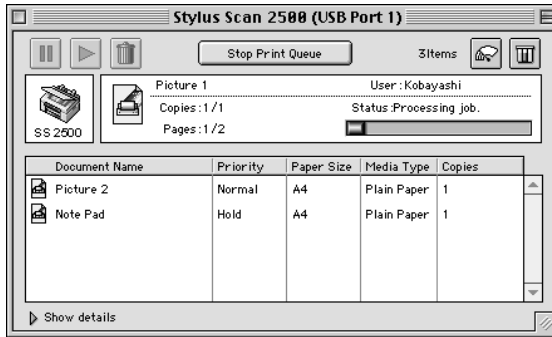 Stylus Scan 2500 (USB Port 1)
Stop Print Queue
3Items
Picture 1
User:Kobayashi
Copies:1/1
Status:Processing job.
SS 2500
Pages:1/2
Document Name Priority Paper Size Media Type Copies
Picture 2 Normal A4 Plain Paper 1
Note Pad Hold A4 Plain Paper 1
Show details